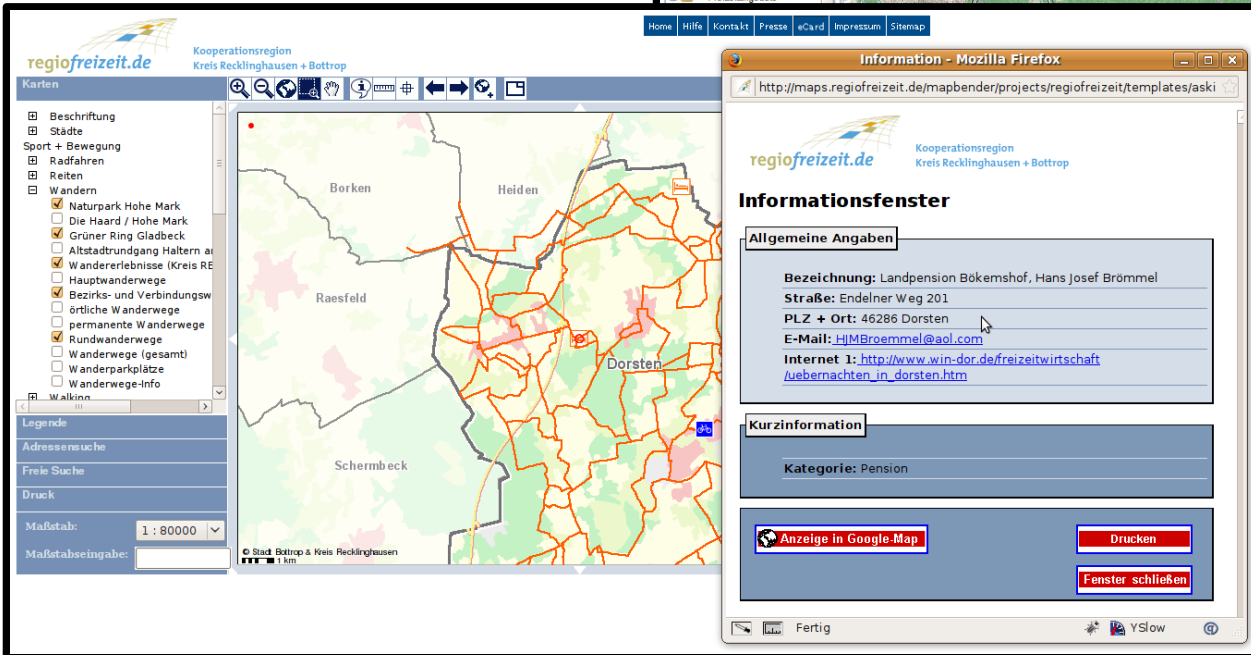 Home Hilfe Kontakt Presse eCard Impressum Sitemap
regiofreizeit.de
Kooperationsregion
Kreis Recklinghausen + Bottrop
Karten
Beschriftung
Städte
Sport + Bewegung
Radfahren
Reiten
Wandern
Naturpark Hohe Mark
Die Haard / Hohe Mark
Grüner Ring Gladbeck
Altstadtrundgang Haltern a
Wandererlebnisse (Kreis RE
Hauptwanderwege
Bezirks- und Verbindungsw
örtliche Wanderwege
permanente Wanderwege
Rundwanderwege
Wanderwege (gesamt)
Wanderparkplätze
Wanderwege-Info
Walking
Legende
Adressensuche
Freie Suche
Druck
Maßstab:
1 : 80000
Maßstabseingabe:
Borken
Heiden
Raesfeld
Dorsten
Schermbeck
© Stadt Bottrop & Kreis Recklinghausen
1 km
Information - Mozilla Firefox
http://maps.regiofreizeit.de/mapbender/projects/regiofreizeit/templates/aski
regiofreizeit.de
Kooperationsregion
Kreis Recklinghausen + Bottrop
Informationsfenster
Allgemeine Angaben
Bezeichnung: Landpension Bökemshof, Hans Josef Brömmel
Straße: Endelner Weg 201
PLZ + Ort: 46286 Dorsten
E-Mail: HJMBroemmel@aol.com
Internet 1: http://www.win-dor.de/freizeitwirtschaft
/uebernachten_in_dorsten.htm
Kurzinformation
Kategorie: Pension
Anzeige in Google-Map
Drucken
Fenster schließen
Fertig
YSlow